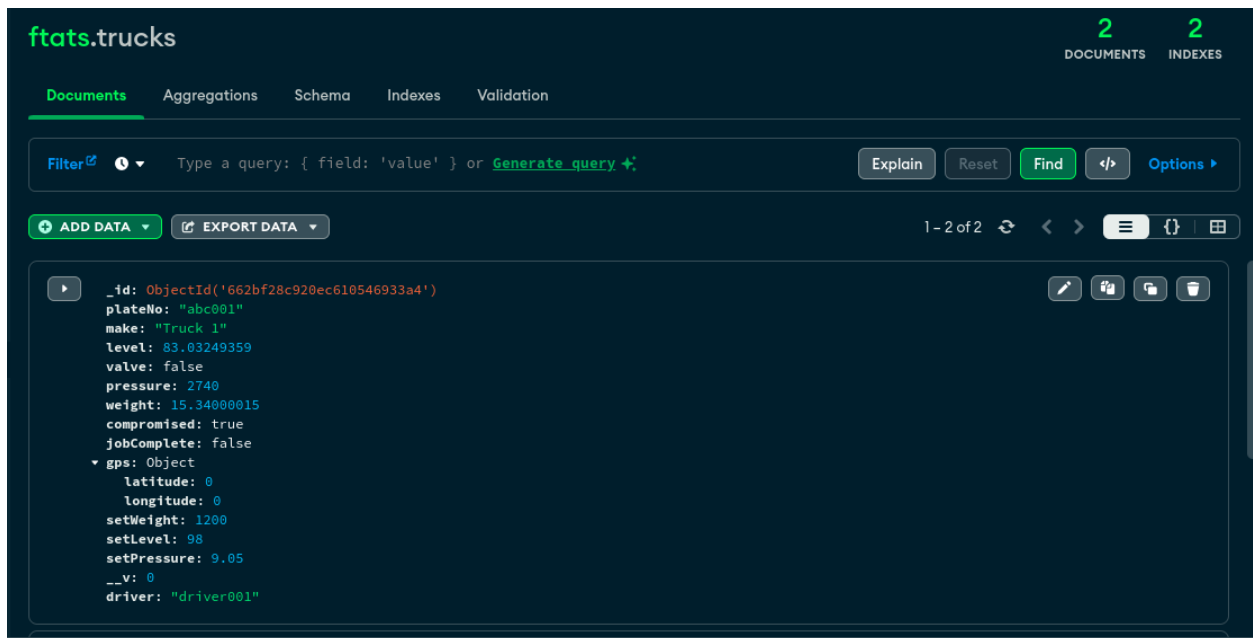 ftats.trucks
2
DOCUMENTS
2
INDEXES
Documents Aggregations Schema Indexes Validation
Filter Type a query: { field: 'value' } or Generate query Explain Reset Find </> Options
ADD DATA EXPORT DATA 1 – 2 of 2 {}
_id: ObjectId('662bf28c920ec610546933a4')
plateNo: "abc001"
make: "Truck 1"
level: 83.03249359
valve: false
pressure: 2740
weight: 15.34000015
compromised: true
jobComplete: false
gps: Object
latitude: 0
longitude: 0
setWeight: 1200
setLevel: 98
setPressure: 9.05
__v: 0
driver: "driver001"